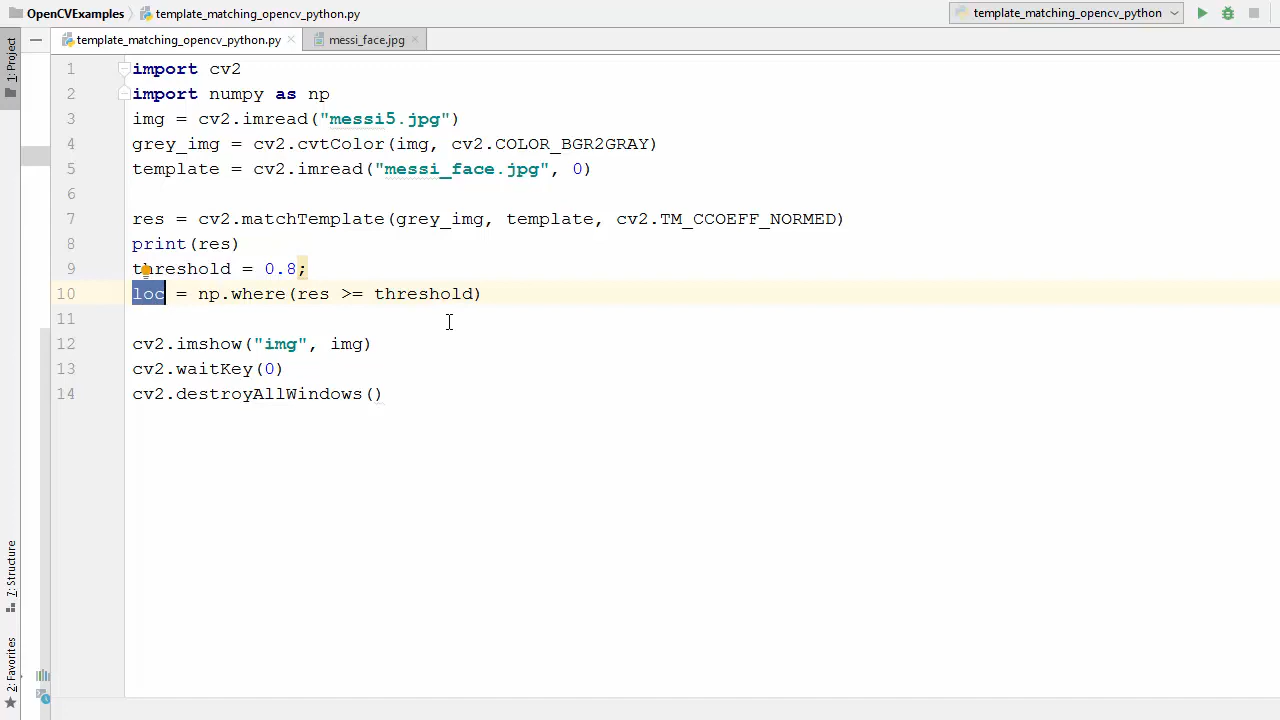 OpenCVExamples template_matching_opencv_python.py template_matching_opencv_python
template_matching_opencv_python.py messi_face.jpg
1: Project
1 import cv2
2 import numpy as np
3 img = cv2.imread("messi5.jpg")
4 grey_img = cv2.cvtColor(img, cv2.COLOR_BGR2GRAY)
5 template = cv2.imread("messi_face.jpg", 0)
6
7 res = cv2.matchTemplate(grey_img, template, cv2.TM_CCOEFF_NORMED)
8 print(res)
9 threshold = 0.8;
10 loc = np.where(res >= threshold)
11
12 cv2.imshow("img", img)
13 cv2.waitKey(0)
14 cv2.destroyAllWindows()
7: Structure
2: Favorites